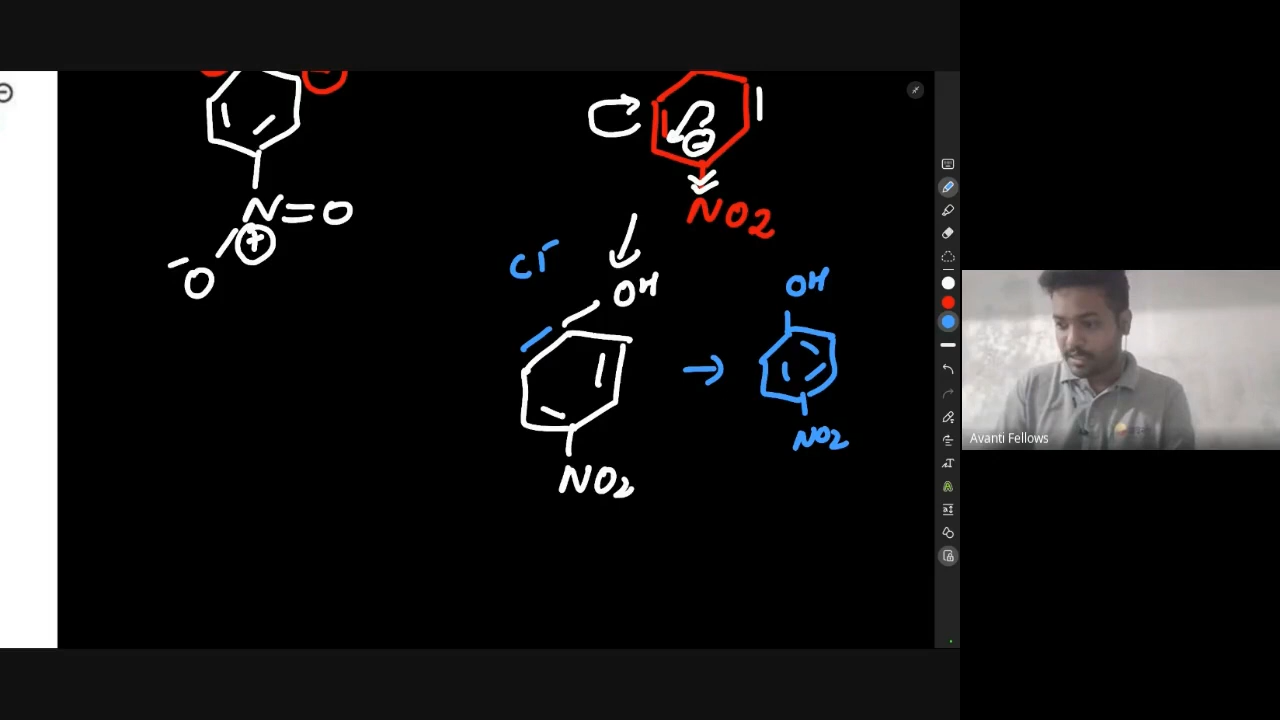 N=O
+
-O
NO2
Cl-
OH
NO2
OH
NO2
Avanti Fellows